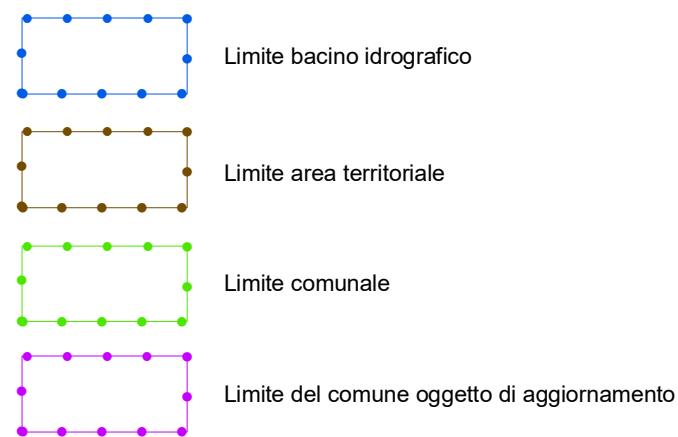 Limite bacino idrografico
Limite area territoriale
Limite comunale
Limite del comune oggetto di aggiornamento